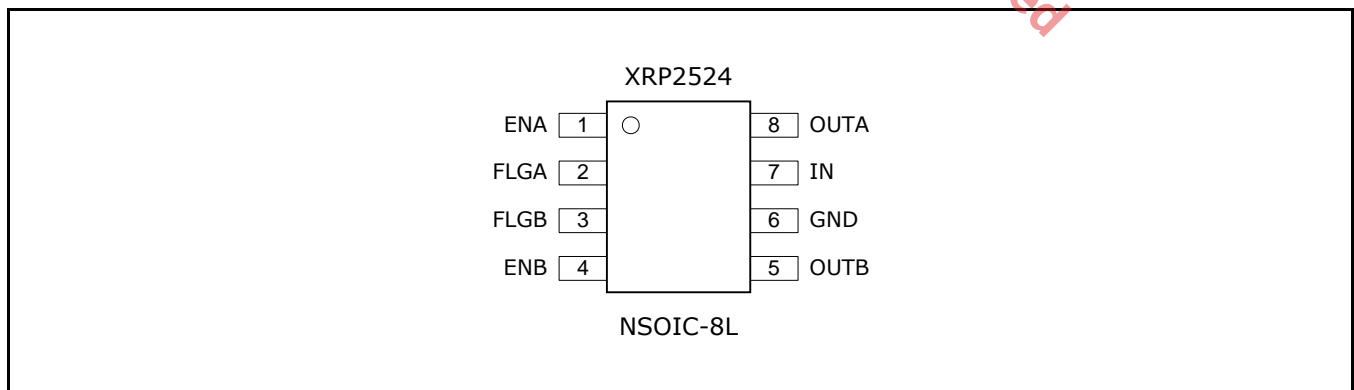 XRP2524
ENA 1 8 OUTA
FLGA 2 7 IN
FLGB 3 6 GND
ENB 4 5 OUTB
NSOIC-8L